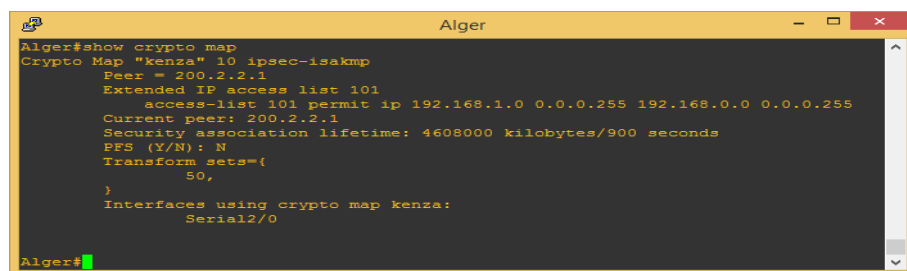 Alger
Alger#show crypto map
Crypto Map "kenza" 10 ipsec-isakmp
Peer = 200.2.2.1
Extended IP access list 101
access-list 101 permit ip 192.168.1.0 0.0.0.255 192.168.0.0 0.0.0.255
Current peer: 200.2.2.1
Security association lifetime: 4608000 kilobytes/900 seconds
PFS (Y/N): N
Transform sets={
50,
}
Interfaces using crypto map kenza:
Serial2/0
Alger#